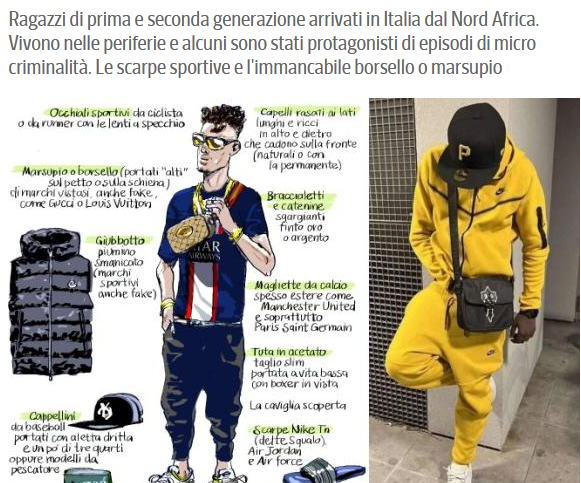 Ragazzi di prima e seconda generazione arrivati in Italia dal Nord Africa.
Vivono nelle periferie e alcuni sono stati protagonisti di episodi di micro
criminalità. Le scarpe sportive e l'immancabile borsello o marsupio
Occhiali sportivi da ciclista
o da runner con le lenti a specchio
Marsupio o borsello (portati "alti"
sul petto o sulla schiena)
di marchi vistosi, anche fake,
come Gucci o Louis Vuitton
Giubbotto
piumino
smanicato
(marchi
sportivi
anche fake)
Cappellini
da baseball
portati con aletta dritta
e un po' di tre quarti
oppure modelli da
pescatore
Capelli rasati ai lati
lunghi e ricci
in alto e dietro
che cadono sulla fronte
(naturali o con
la permanente)
Braccioletti
e catenine
sgargianti
finto oro
o argento
Magliette da calcio
spesso estere come
Manchester United
e soprattutto
Paris Saint Germain
Tuta in acetato
taglio slim
portata a vita bassa
con boxer in vista
La caviglia scoperta
Scarpe Nike Tn
(dette Squalo).
Air Jordan
e Air force
AIRWAYS
P